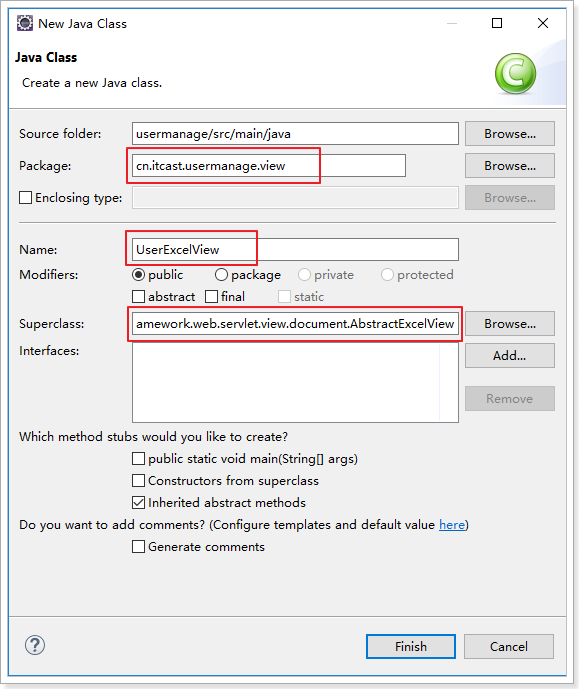 New Java Class
Java Class
Create a new Java class.
C
Source folder: usermanage/src/main/java Browse...
Package: cn.itcast.usermanage.view Browse...
Enclosing type: Browse...
Name: UserExcelView
Modifiers: public package private protected
abstract final static
Superclass: amework.web.servlet.view.document.AbstractExcelView Browse...
Interfaces: Add...
Remove
Which method stubs would you like to create?
public static void main(String[] args)
Constructors from superclass
Inherited abstract methods
Do you want to add comments? (Configure templates and default value here)
Generate comments
? Finish Cancel